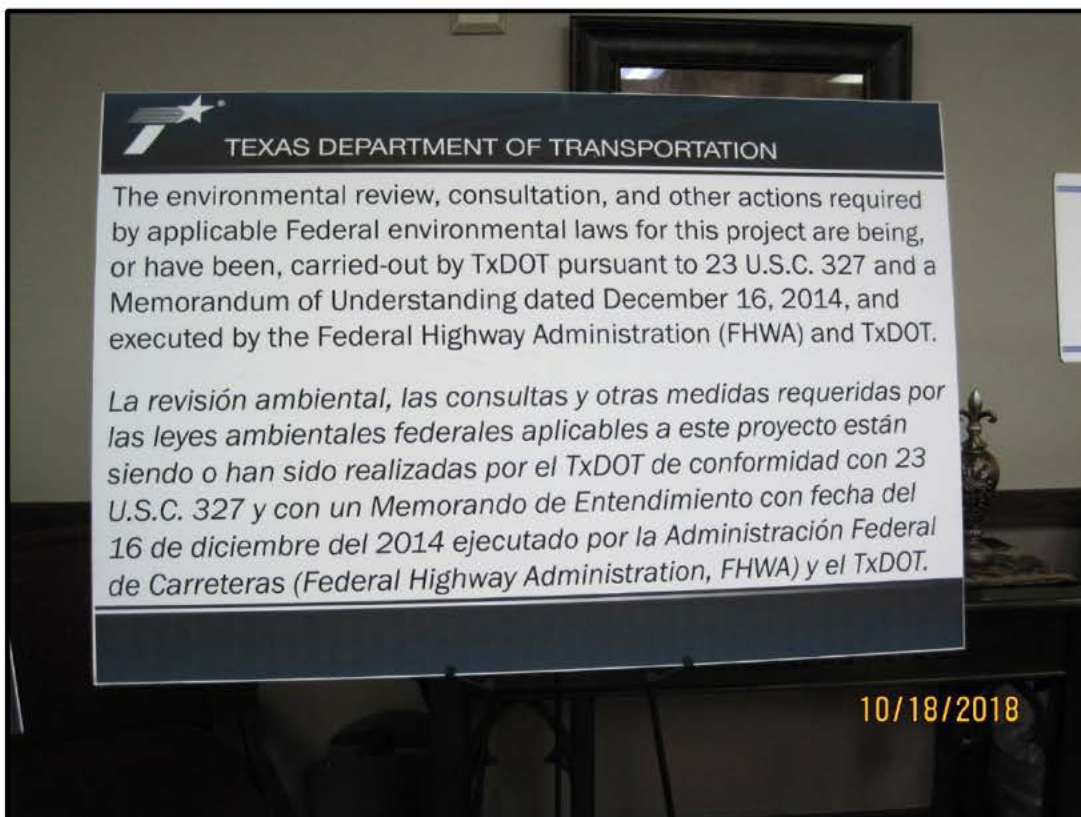 TEXAS DEPARTMENT OF TRANSPORTATION
The environmental review, consultation, and other actions required
by applicable Federal environmental laws for this project are being,
or have been, carried-out by TxDOT pursuant to 23 U.S.C. 327 and a
Memorandum of Understanding dated December 16, 2014, and
executed by the Federal Highway Administration (FHWA) and TxDOT.
La revisión ambiental, las consultas y otras medidas requeridas por
las leyes ambientales federales aplicables a este proyecto están
siendo o han sido realizadas por el TxDOT de conformidad con 23
U.S.C. 327 y con un Memorando de Entendimiento con fecha del
16 de diciembre del 2014 ejecutado por la Administración Federal
de Carreteras (Federal Highway Administration, FHWA) y el TxDOT.
10/18/2018